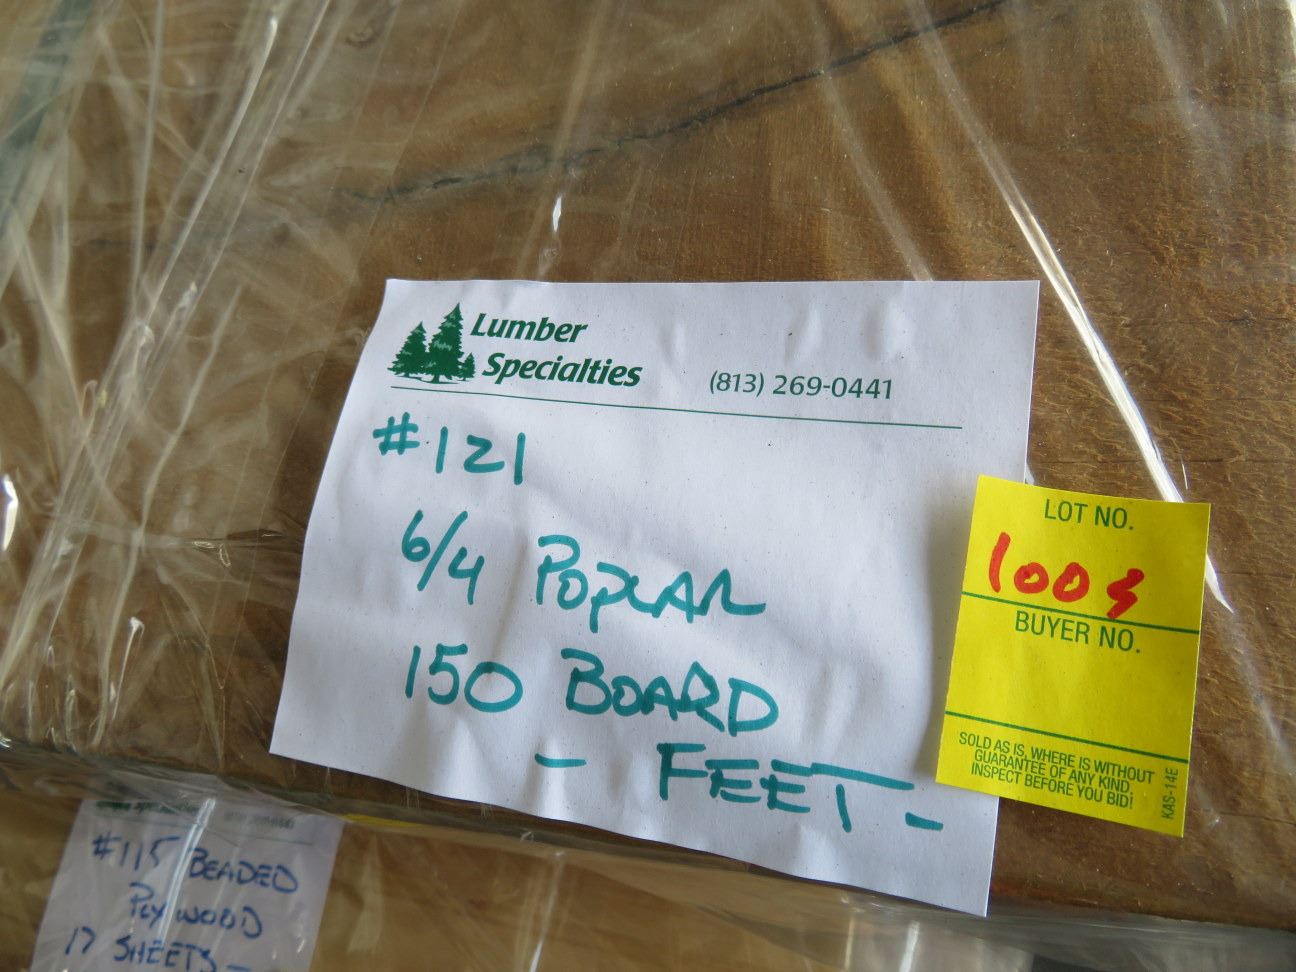 Lumber
Specialties
(813) 269-0441
#121
6/4 POPLAR
150 BOARD
- FEET -
LOT NO.
100S
BUYER NO.
SOLD AS IS, WHERE IS WITHOUT
GUARANTEE OF ANY KIND.
INSPECT BEFORE YOU BID!
KAS-14E
#115 BEADED
PLYWOOD
17 SHEETS -